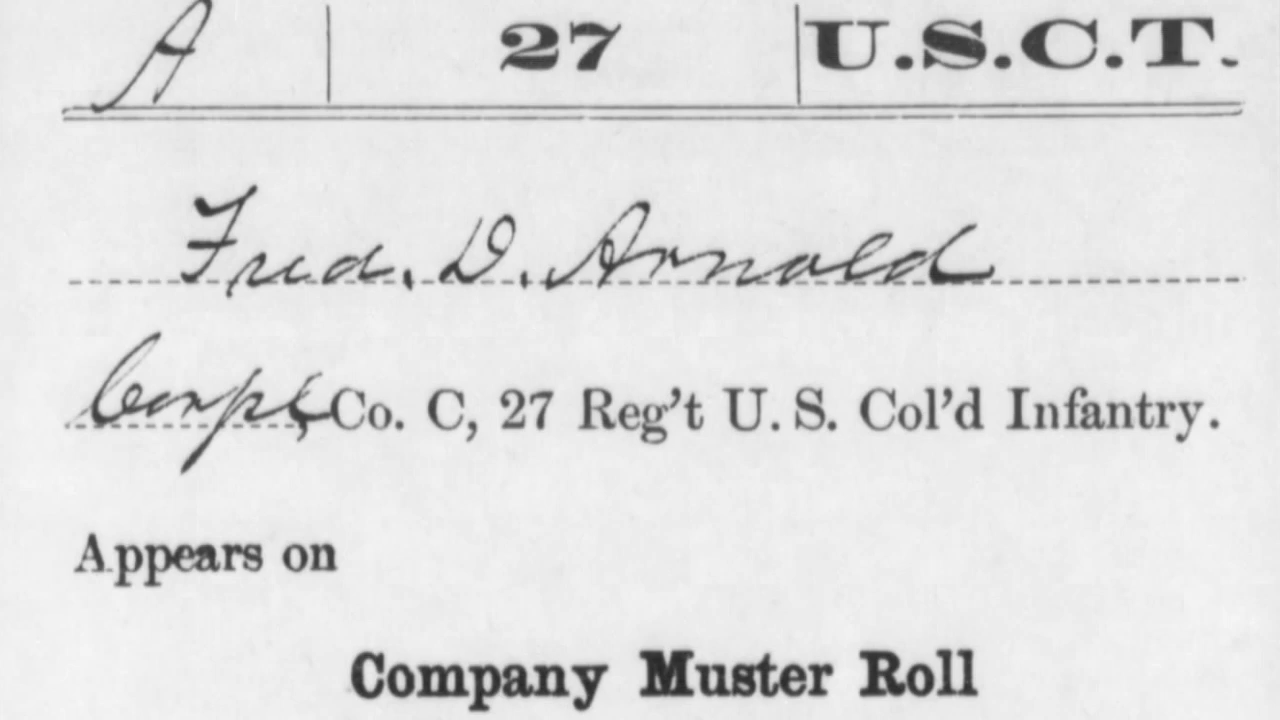 A 27 U.S.C.T.
Fred. D. Arnold
Corpl, Co. C, 27 Reg't U. S. Col'd Infantry.
Appears on
Company Muster Roll